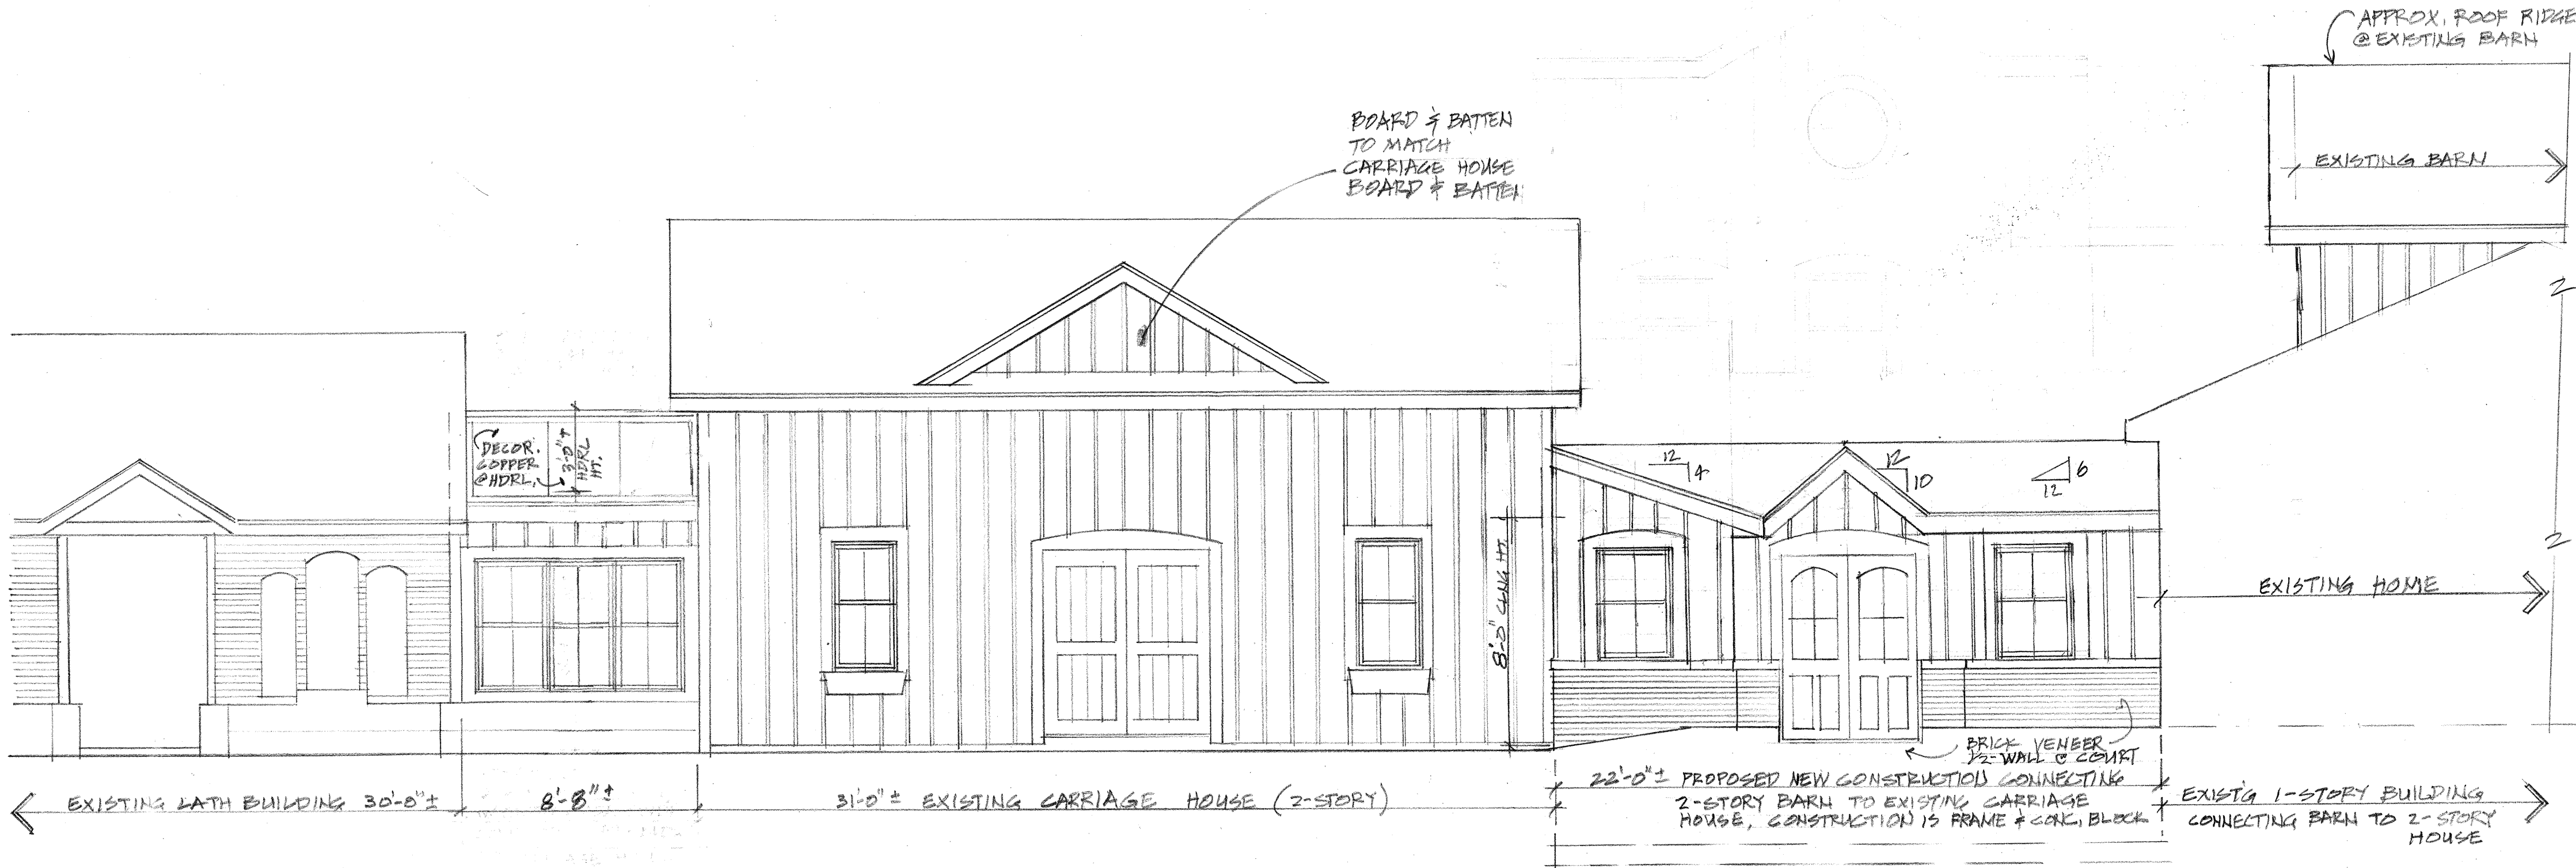 APPROX. ROOF RIDGE
@ EXISTING BARN
EXISTING BARN
BOARD & BATTEN
TO MATCH
CARRIAGE HOUSE
BOARD & BATTEN
DECOR.
COPPER
@ HDRL.
3'-0"±
HDRL
HT.
12
4
12
10
6
12
8'-0" CLNG HT.
EXISTING HOME
BRICK VENEER
1/2-WALL @ COURT
EXISTING LATH BUILDING 30'-0"±
8'-8"±
31'-0"± EXISTING CARRIAGE HOUSE (2-STORY)
22'-0"± PROPOSED NEW CONSTRUCTION CONNECTING
2-STORY BARN TO EXISTING CARRIAGE
HOUSE, CONSTRUCTION IS FRAME & CONC. BLOCK
EXIST'G 1-STORY BUILDING
CONNECTING BARN TO 2-STORY
HOUSE